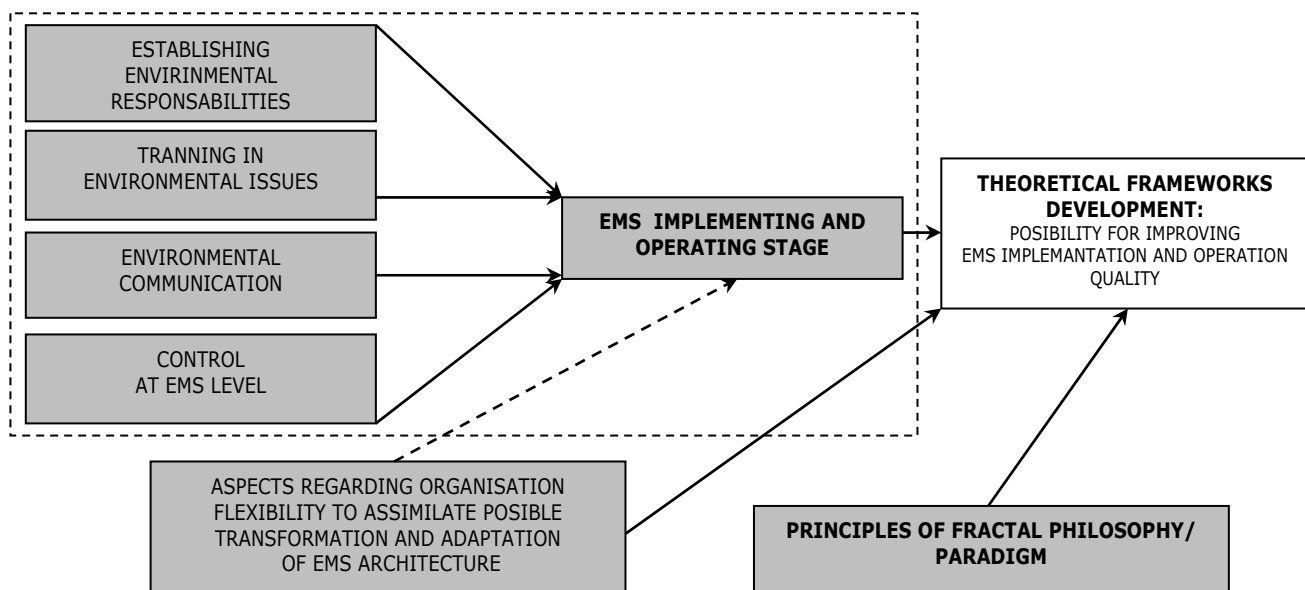 ESTABLISHING
ENVIRINMENTAL
RESPONSABILITIES
TRANNING IN
ENVIRONMENTAL ISSUES
ENVIRONMENTAL
COMMUNICATION
CONTROL
AT EMS LEVEL
EMS IMPLEMENTING AND
OPERATING STAGE
THEORETICAL FRAMEWORKS
DEVELOPMENT:
POSIBILITY FOR IMPROVING
EMS IMPLEMANTATION AND OPERATION
QUALITY
ASPECTS REGARDING ORGANISATION
FLEXIBILITY TO ASSIMILATE POSIBLE
TRANSFORMATION AND ADAPTATION
OF EMS ARCHITECTURE
PRINCIPLES OF FRACTAL PHILOSOPHY/
PARADIGM